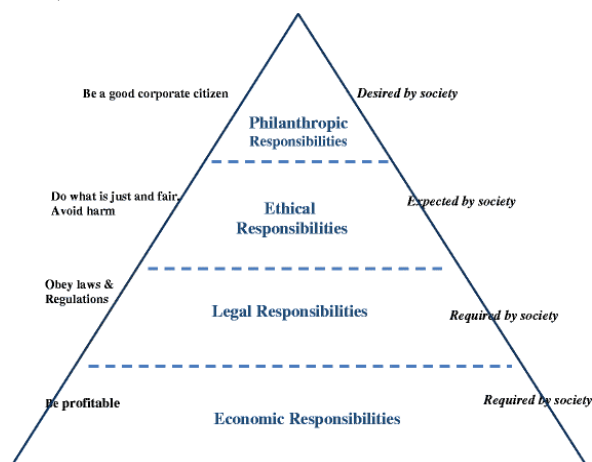 Be a good corporate citizen
Desired by society
Philanthropic
Responsibilities
Do what is just and fair,
Avoid harm
Expected by society
Ethical
Responsibilities
Obey laws &
Regulations
Legal Responsibilities
Required by society
Be profitable
Required by society
Economic Responsibilities